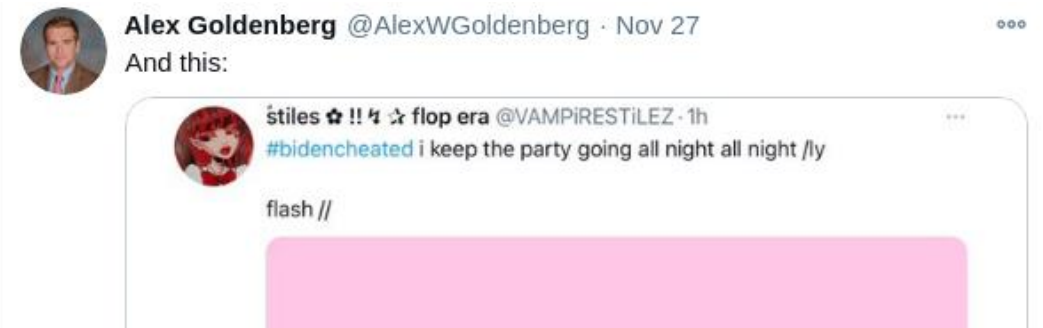 Alex Goldenberg @AlexWGoldenberg · Nov 27
And this:
stiles ✿ !! ↯ ✰ flop era @VAMPiRESTiLEZ · 1h
#bidencheated i keep the party going all night all night /ly
flash //